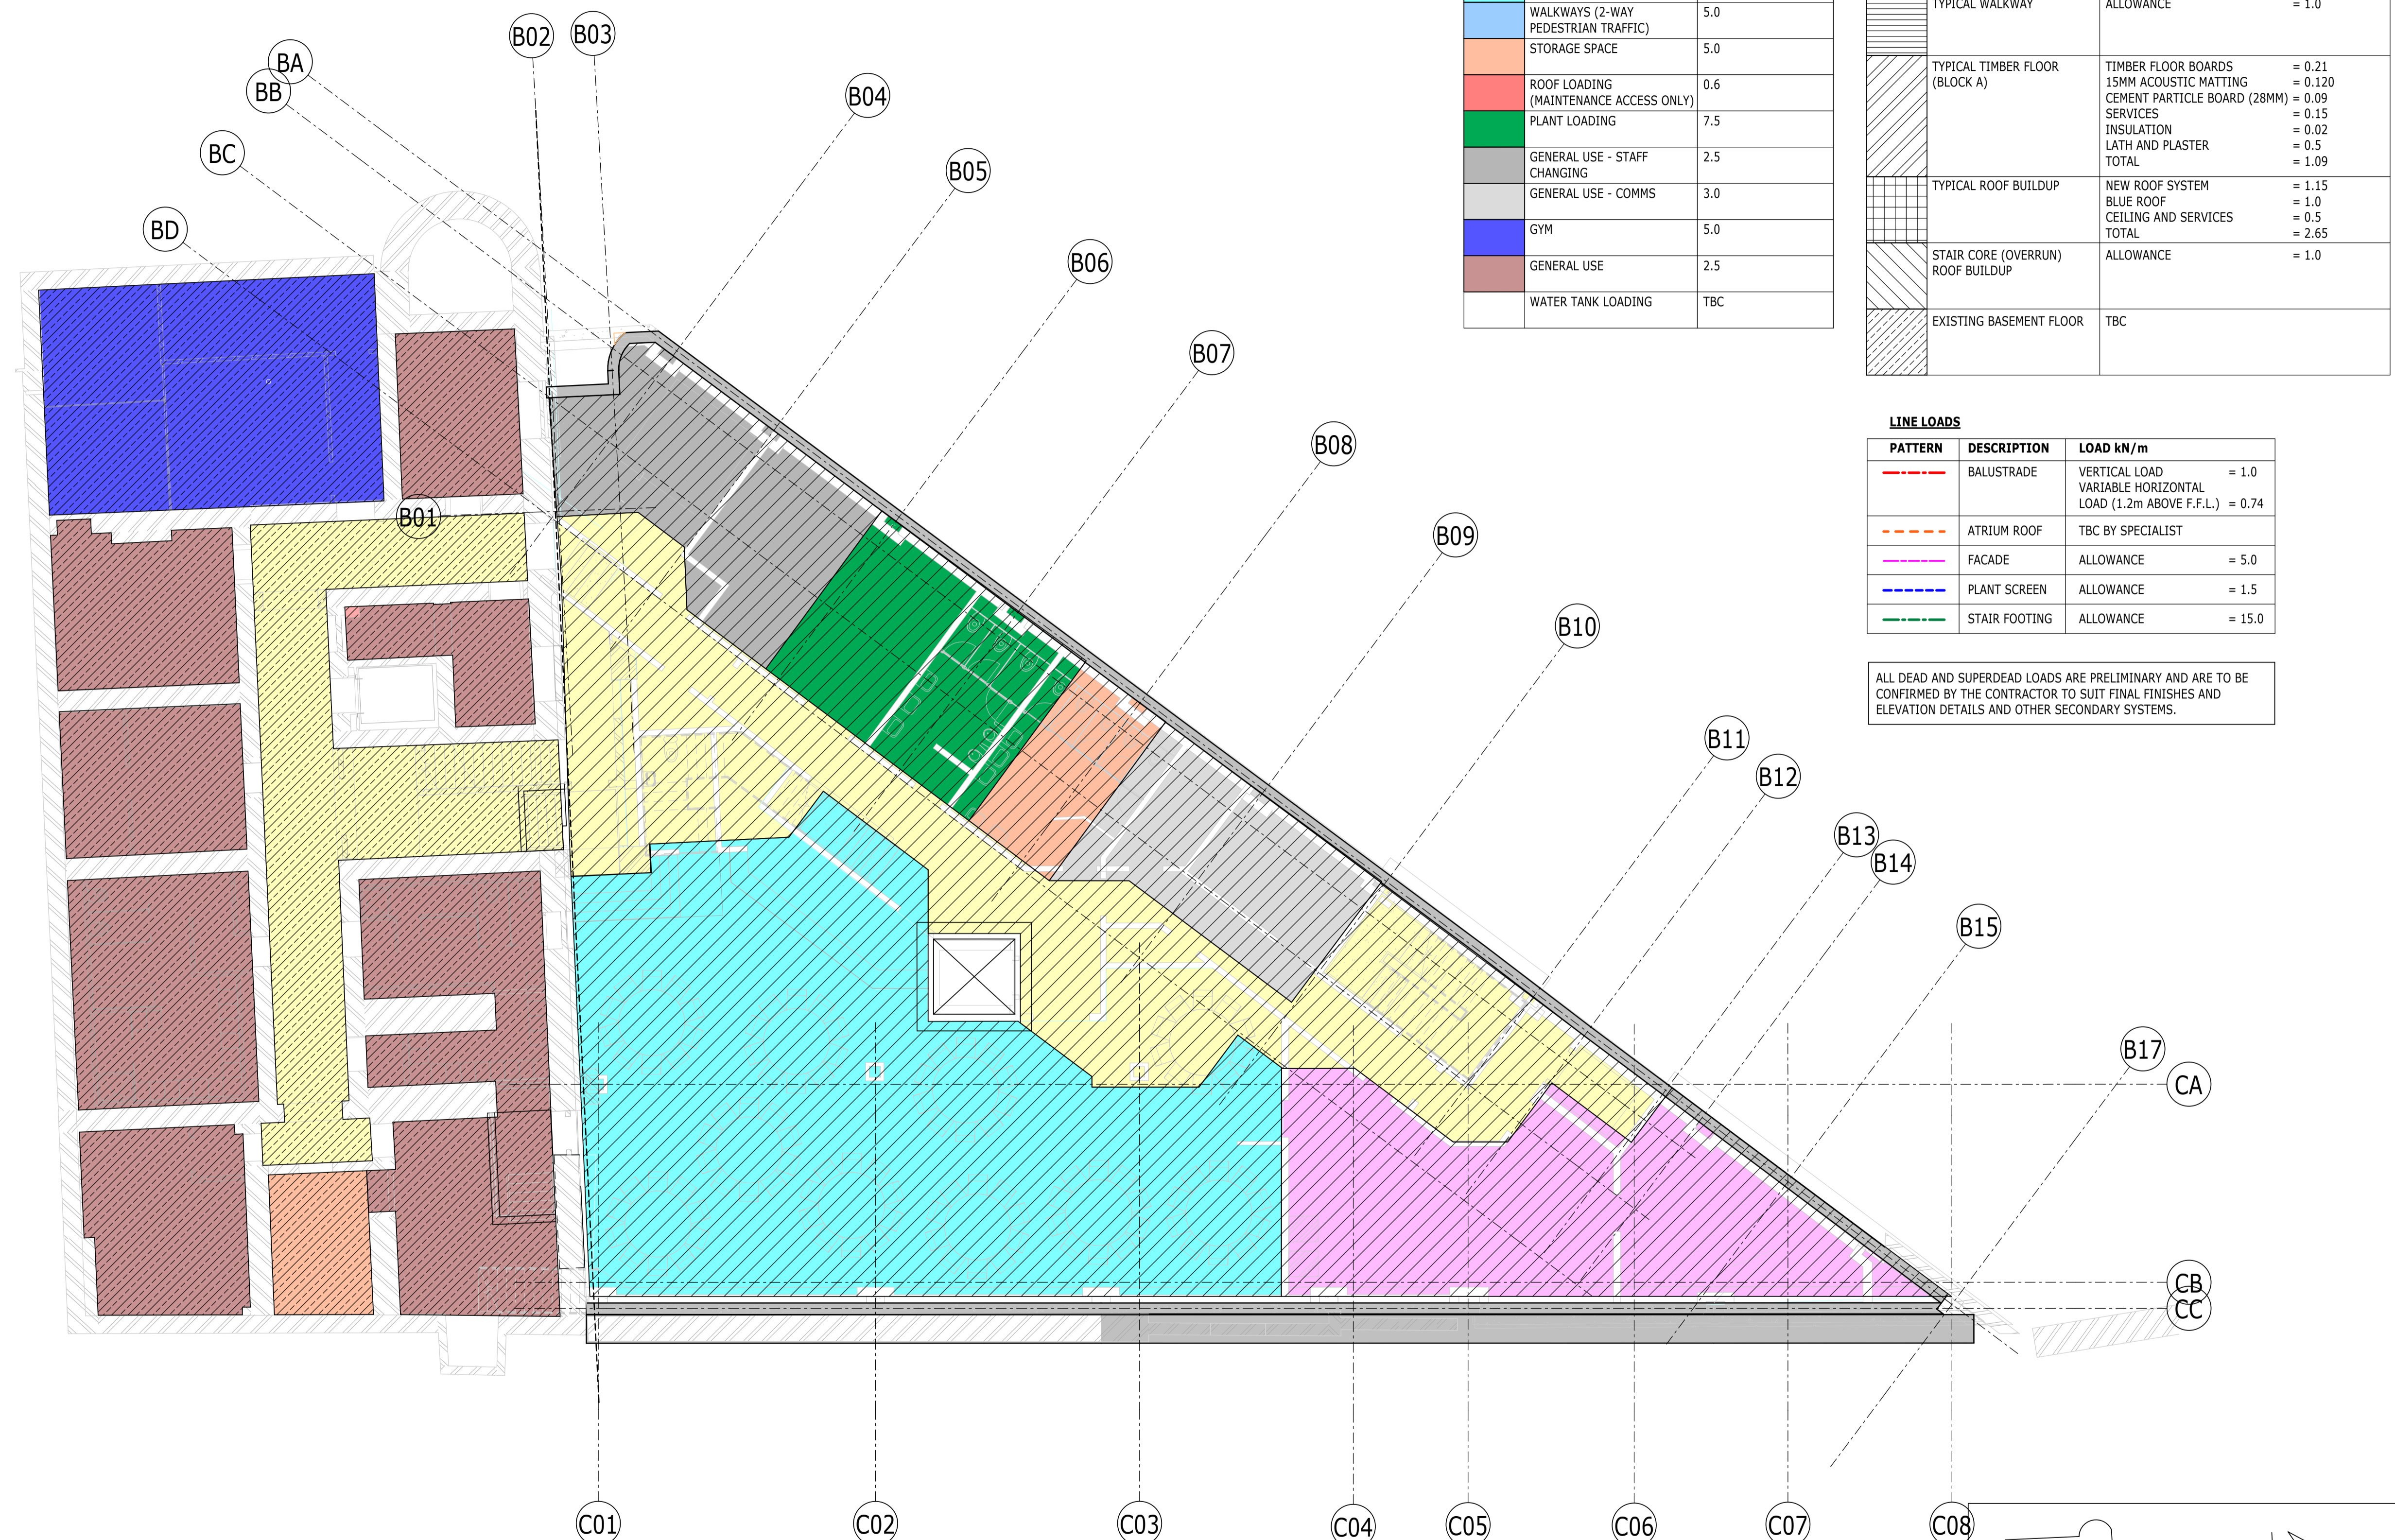 B02
B03
BA
BB
BC
BD
B04
B05
B06
B07
B08
B09
B10
B11
B12
B13
B14
B15
B17
B01
CA
CB
CC
C01
C02
C03
C04
C05
C06
C07
C08
WALKWAYS (2-WAY 5.0
PEDESTRIAN TRAFFIC)
STORAGE SPACE 5.0
ROOF LOADING 0.6
(MAINTENANCE ACCESS ONLY)
PLANT LOADING 7.5
GENERAL USE - STAFF 2.5
CHANGING
GENERAL USE - COMMS 3.0
GYM 5.0
GENERAL USE 2.5
WATER TANK LOADING TBC
TYPICAL WALKWAY ALLOWANCE = 1.0
TYPICAL TIMBER FLOOR TIMBER FLOOR BOARDS = 0.21
(BLOCK A) 15MM ACOUSTIC MATTING = 0.120
CEMENT PARTICLE BOARD (28MM) = 0.09
SERVICES = 0.15
INSULATION = 0.02
LATH AND PLASTER = 0.5
TOTAL = 1.09
TYPICAL ROOF BUILDUP NEW ROOF SYSTEM = 1.15
BLUE ROOF = 1.0
CEILING AND SERVICES = 0.5
TOTAL = 2.65
STAIR CORE (OVERRUN) ALLOWANCE = 1.0
ROOF BUILDUP
EXISTING BASEMENT FLOOR TBC
LINE LOADS
PATTERN DESCRIPTION LOAD kN/m
BALUSTRADE VERTICAL LOAD = 1.0
VARIABLE HORIZONTAL
LOAD (1.2m ABOVE F.F.L.) = 0.74
ATRIUM ROOF TBC BY SPECIALIST
FACADE ALLOWANCE = 5.0
PLANT SCREEN ALLOWANCE = 1.5
STAIR FOOTING ALLOWANCE = 15.0
ALL DEAD AND SUPERDEAD LOADS ARE PRELIMINARY AND ARE TO BE
CONFIRMED BY THE CONTRACTOR TO SUIT FINAL FINISHES AND
ELEVATION DETAILS AND OTHER SECONDARY SYSTEMS.